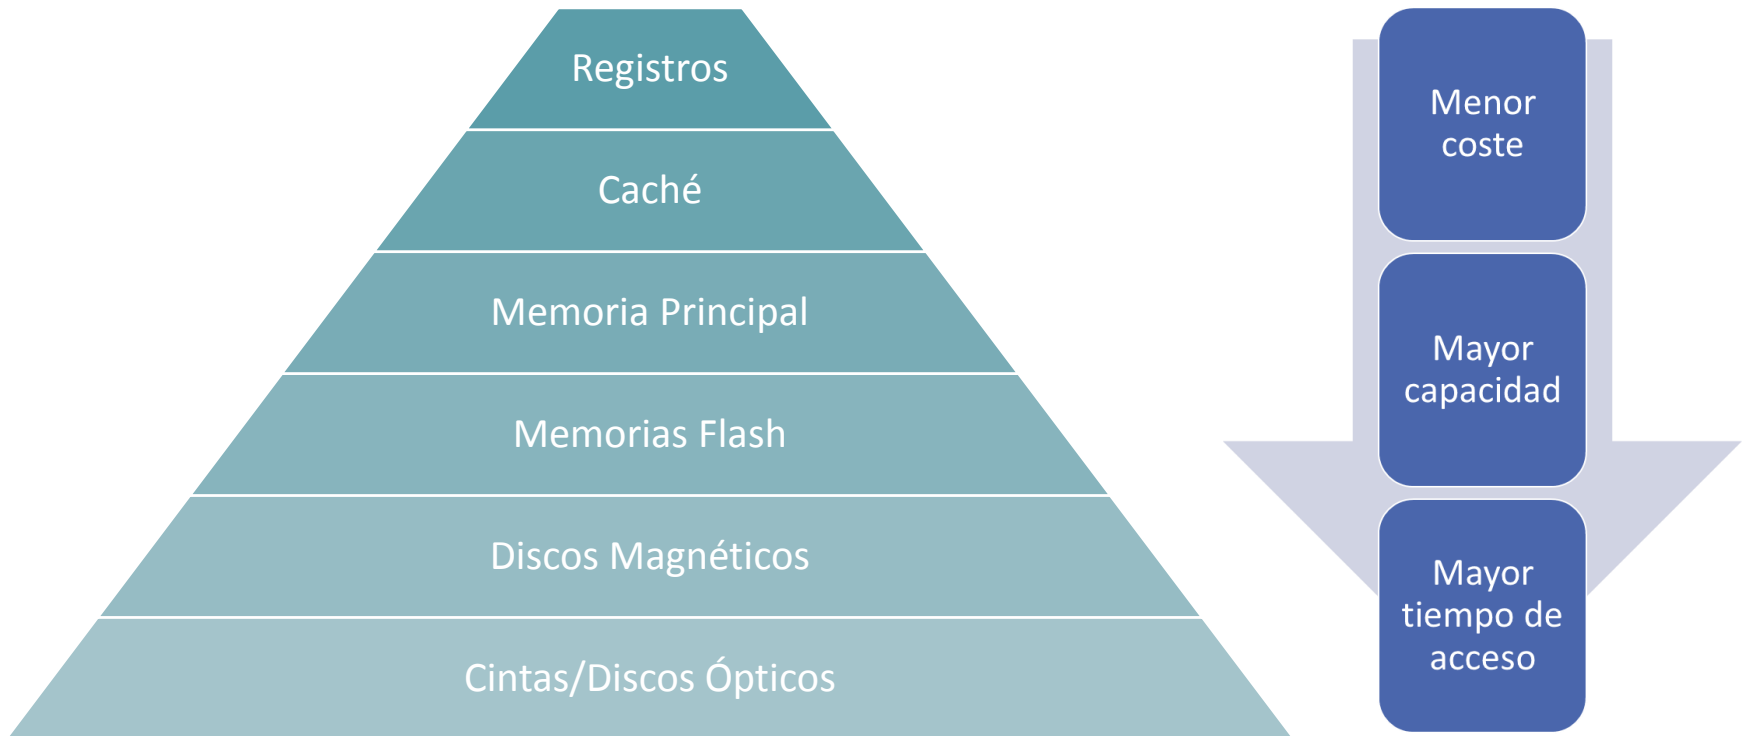 Registros
Caché
Memoria Principal
Memorias Flash
Discos Magnéticos
Cintas/Discos Ópticos
Menor
coste
Mayor
capacidad
Mayor
tiempo de
acceso